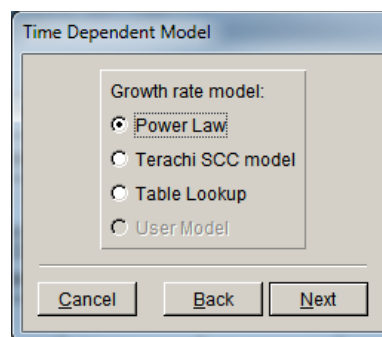 Time Dependent Model
Growth rate model:
Power Law
Terachi SCC model
Table Lookup
User Model
Cancel Back Next